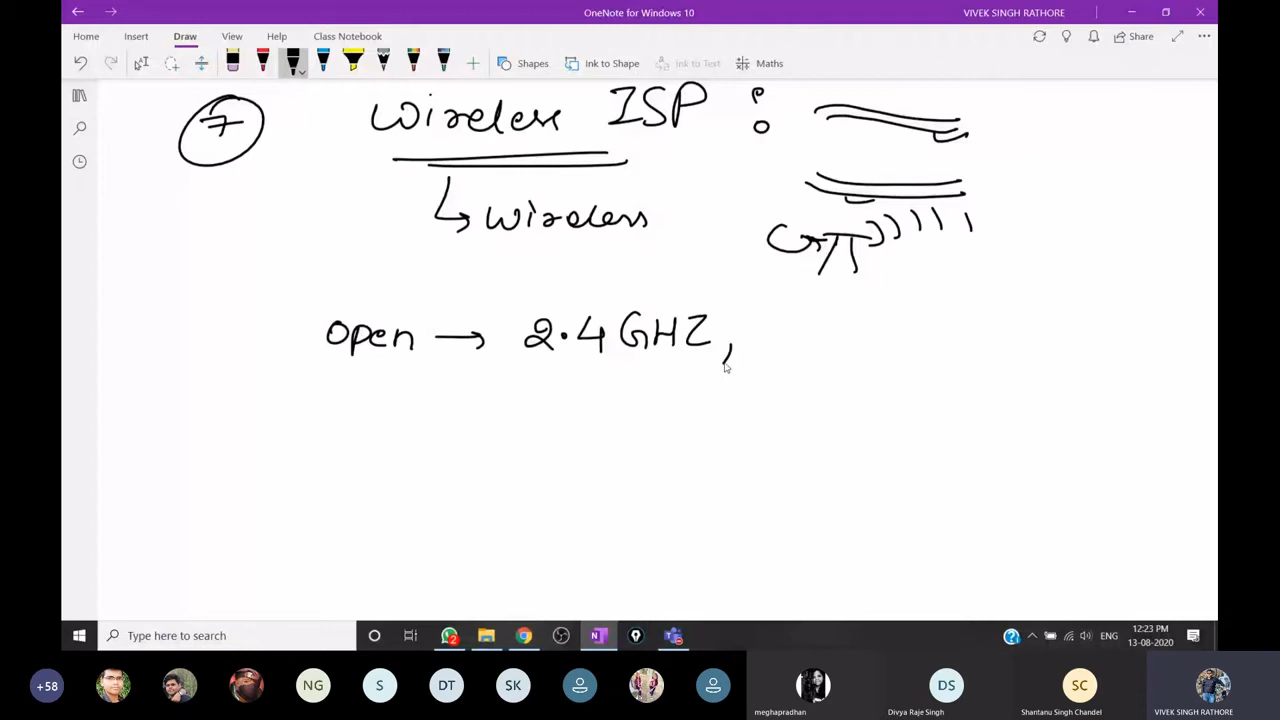 OneNote for Windows 10
VIVEK SINGH RATHORE
Home Insert Draw View Help Class Notebook
Share
Shapes Ink to Shape Ink to Text Maths
7 Wireless ISP :
Wireless
open → 2.4 GHZ,
Type here to search
2
ENG
12:23 PM
13-08-2020
+58 NG S DT SK DS SC
meghapradhan Divya Raje Singh Shantanu Singh Chandel VIVEK SINGH RATHORE